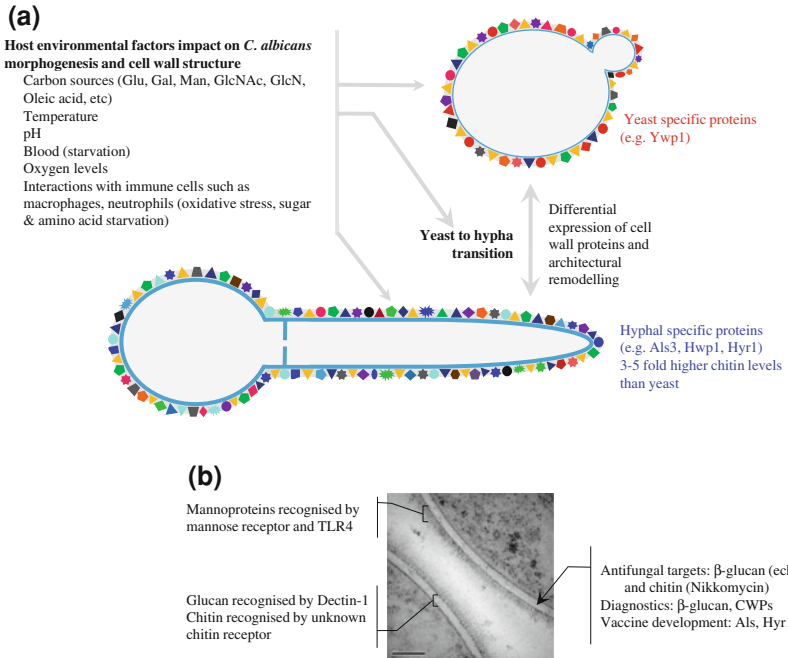 (a)
Host environmental factors impact on C. albicans
morphogenesis and cell wall structure
Carbon sources (Glu, Gal, Man, GlcNAc, GlcN,
Oleic acid, etc)
Temperature
pH
Blood (starvation)
Oxygen levels
Interactions with immune cells such as
macrophages, neutrophils (oxidative stress, sugar
& amino acid starvation)
Yeast specific proteins
(e.g. Ywp1)
Yeast to hypha
transition
Differential
expression of cell
wall proteins and
architectural
remodelling
Hyphal specific proteins
(e.g. Als3, Hwp1, Hyr1)
3-5 fold higher chitin levels
than yeast
(b)
Mannoproteins recognised by
mannose receptor and TLR4
Glucan recognised by Dectin-1
Chitin recognised by unknown
chitin receptor
Antifungal targets: β-glucan (ec
and chitin (Nikkomycin)
Diagnostics: β-glucan, CWPs
Vaccine development: Als, Hyr1